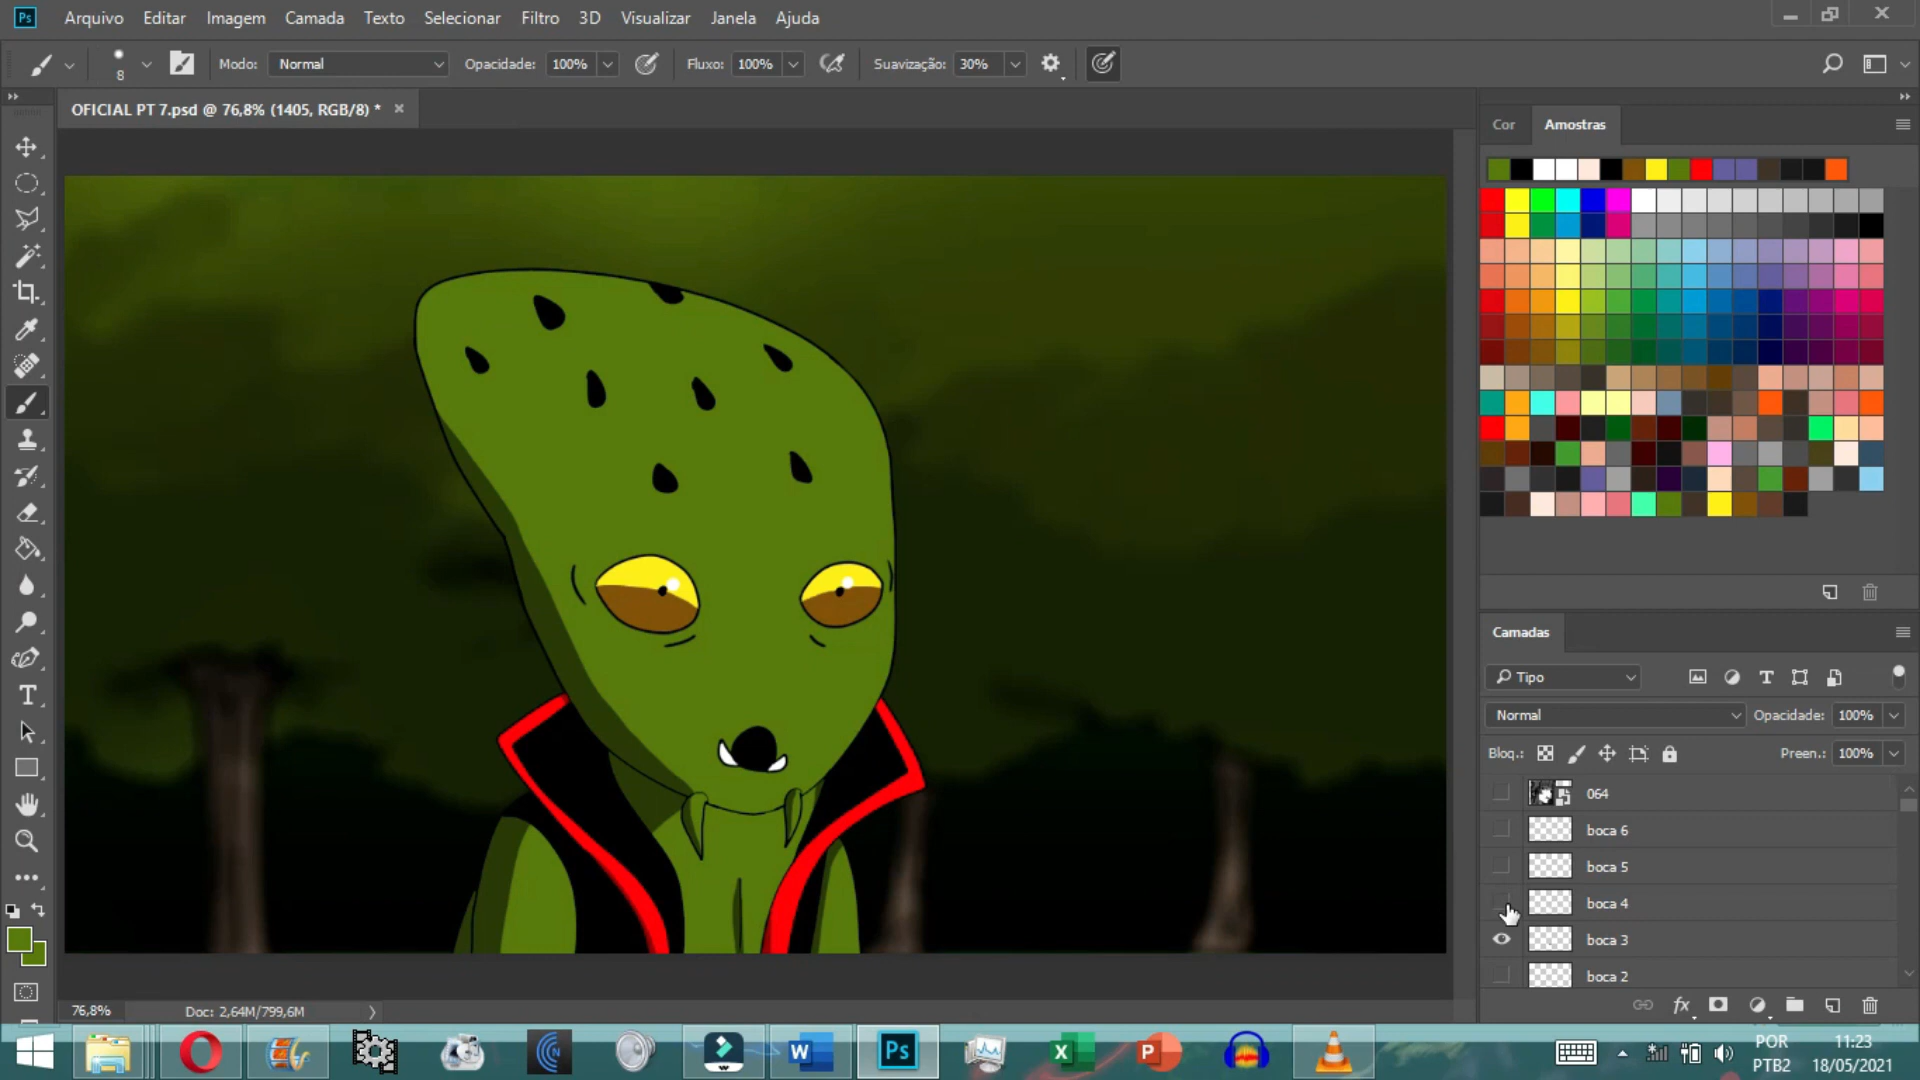 Ps Arquivo Editar Imagem Camada Texto Selecionar Filtro 3D Visualizar Janela Ajuda
8 Modo: Normal Opacidade: 100% Fluxo: 100% Suavização: 30%
OFICIAL PT 7.psd @ 76,8% (1405, RGB/8) * ×
Cor Amostras
Camadas
Tipo
Normal Opacidade: 100%
Bloq.: Preen.: 100%
064
boca 6
boca 5
boca 4
boca 3
boca 2
fx
76,8% Doc: 2,64M/799,6M
W Ps X P
POR 11:23
PTB2 18/05/2021